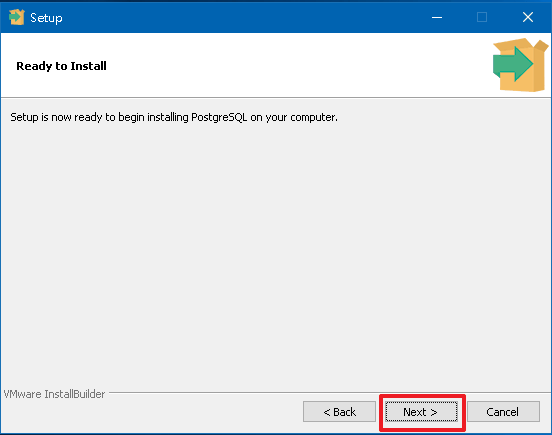 Setup
Ready to Install
Setup is now ready to begin installing PostgreSQL on your computer.
VMware InstallBuilder
< Back
Next >
Cancel